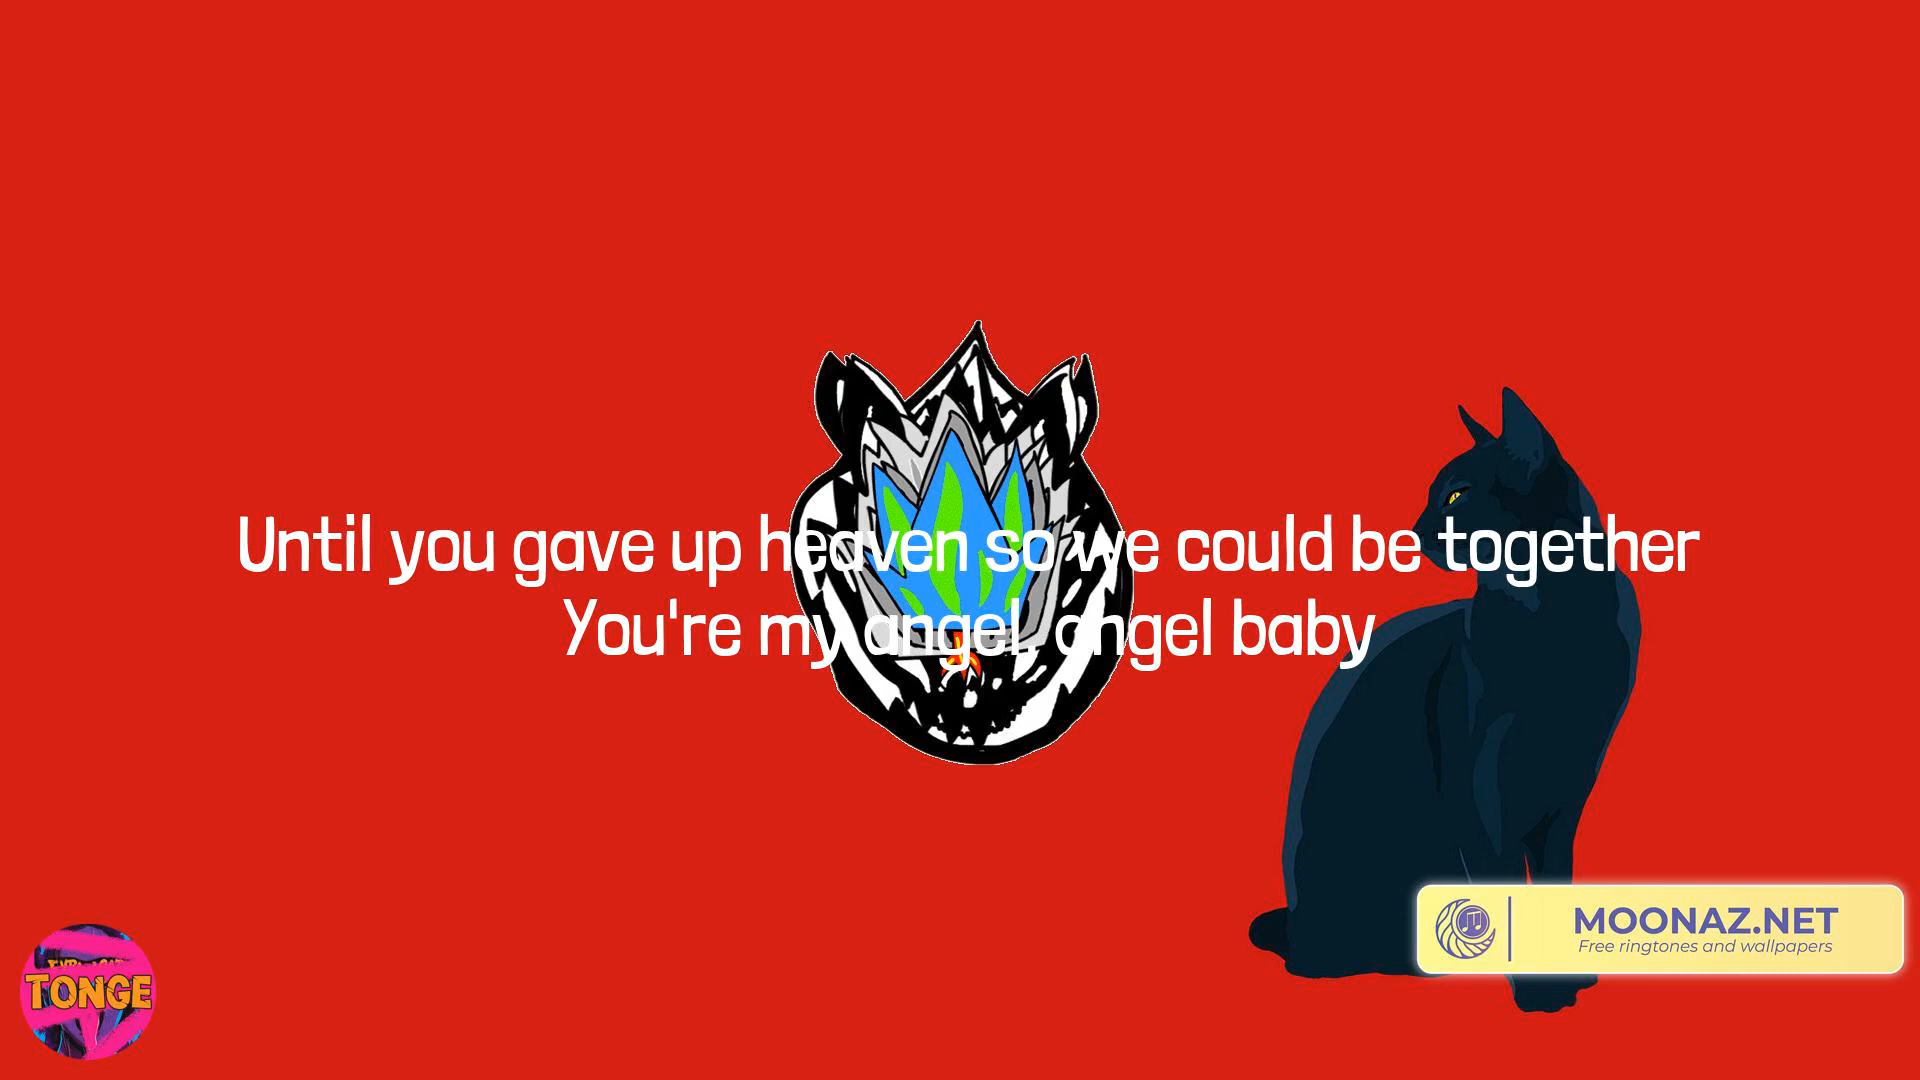 Until you gave up heaven so we could be together
You're my angel, angel baby
MOONAZ.NET
Free ringtones and wallpapers
TONGE